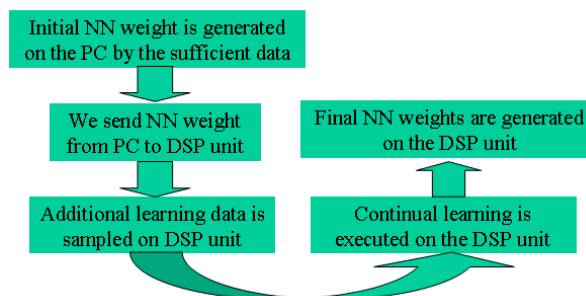 Initial NN weight is generated
on the PC by the sufficient data
We send NN weight
from PC to DSP unit
Additional learning data is
sampled on DSP unit
Continual learning is
executed on the DSP unit
Final NN weights are generated
on the DSP unit